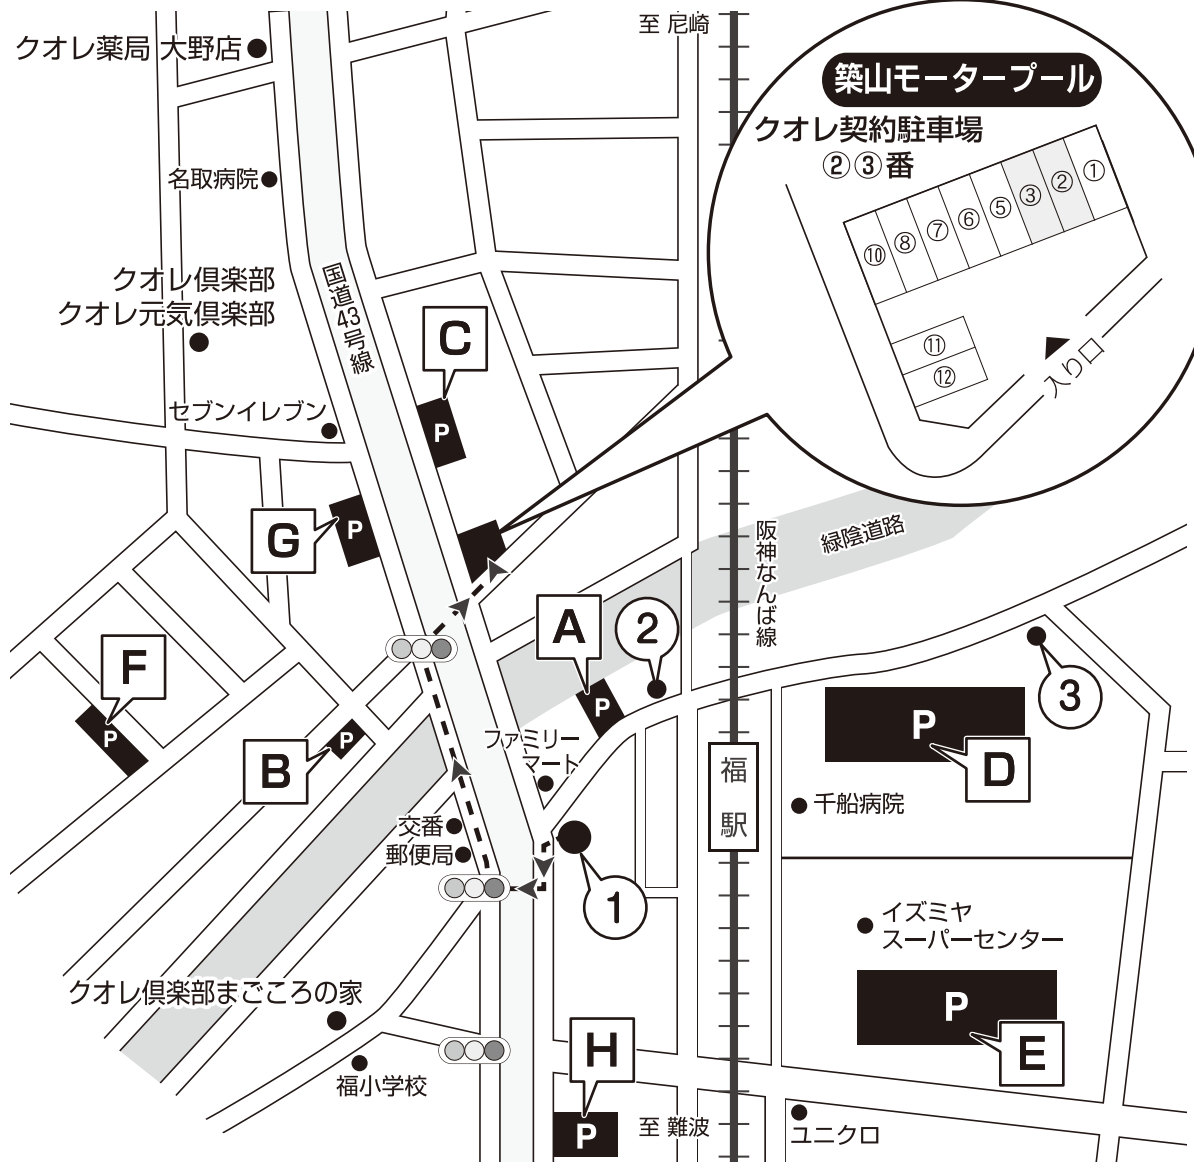 至 尼崎
クオレ薬局 大野店
築山モータープール
クオレ契約駐車場
②③番
①
②
③
⑤
⑥
⑦
⑧
⑩
⑪
⑫
入り口
名取病院
クオレ倶楽部
クオレ元気倶楽部
国道43号線
C
P
セブンイレブン
G
P
阪神なんば線
緑陰道路
A
P
2
F
P
B
P
3
D
P
ファミリー
マート
福駅
千船病院
交番
郵便局
1
イズミヤ
スーパーセンター
P
E
クオレ倶楽部まごころの家
福小学校
H
P
至 難波
ユニクロ